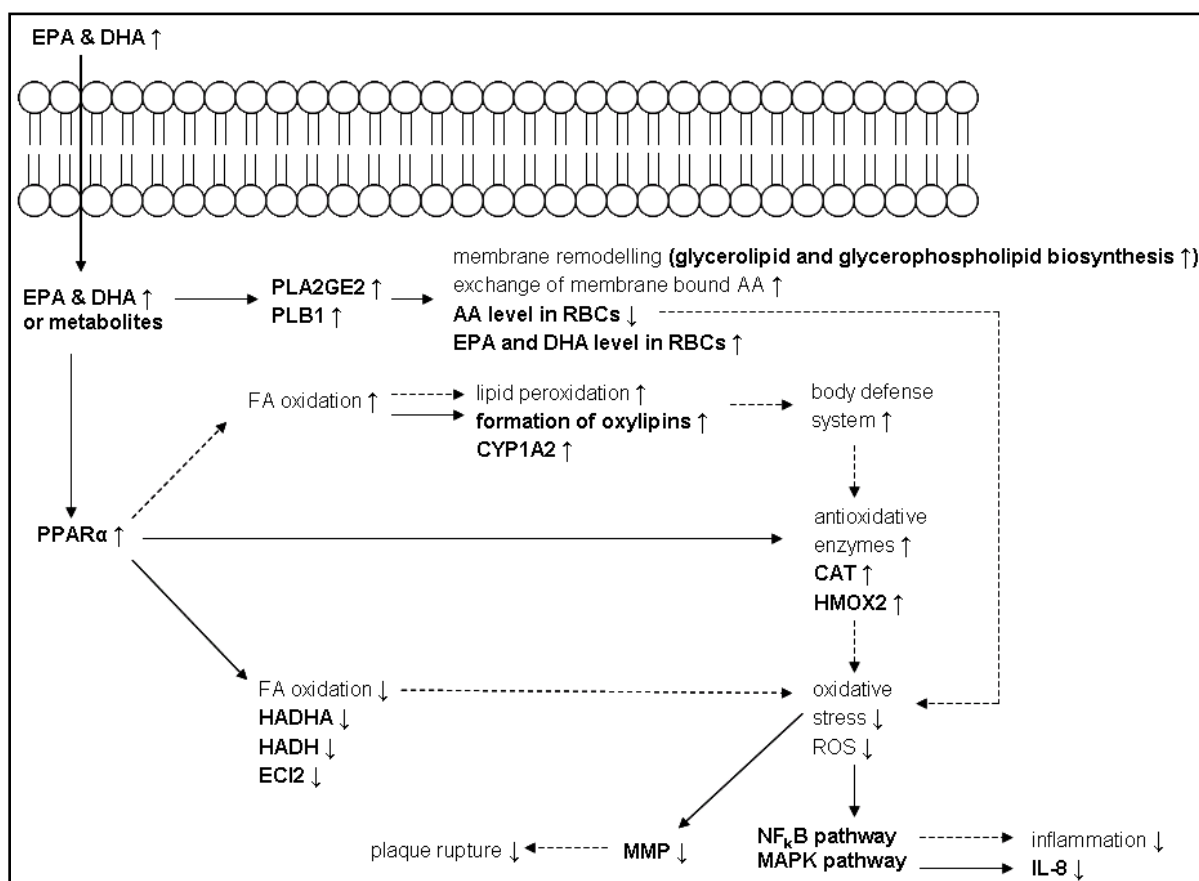 EPA & DHA ↑
membrane remodelling (glycerolipid and glycerophospholipid biosynthesis ↑)
exchange of membrane bound AA ↑
AA level in RBCs ↓
EPA and DHA level in RBCs ↑
EPA & DHA ↑
or metabolites
PLA2GE2 ↑
PLB1 ↑
FA oxidation ↑
lipid peroxidation ↑
formation of oxylipins ↑
CYP1A2 ↑
body defense
system ↑
PPARα ↑
antioxidative
enzymes ↑
CAT ↑
HMOX2 ↑
FA oxidation ↓
HADHA ↓
HADH ↓
ECI2 ↓
oxidative
stress ↓
ROS ↓
plaque rupture ↓
MMP ↓
NFkB pathway
MAPK pathway
inflammation ↓
IL-8 ↓